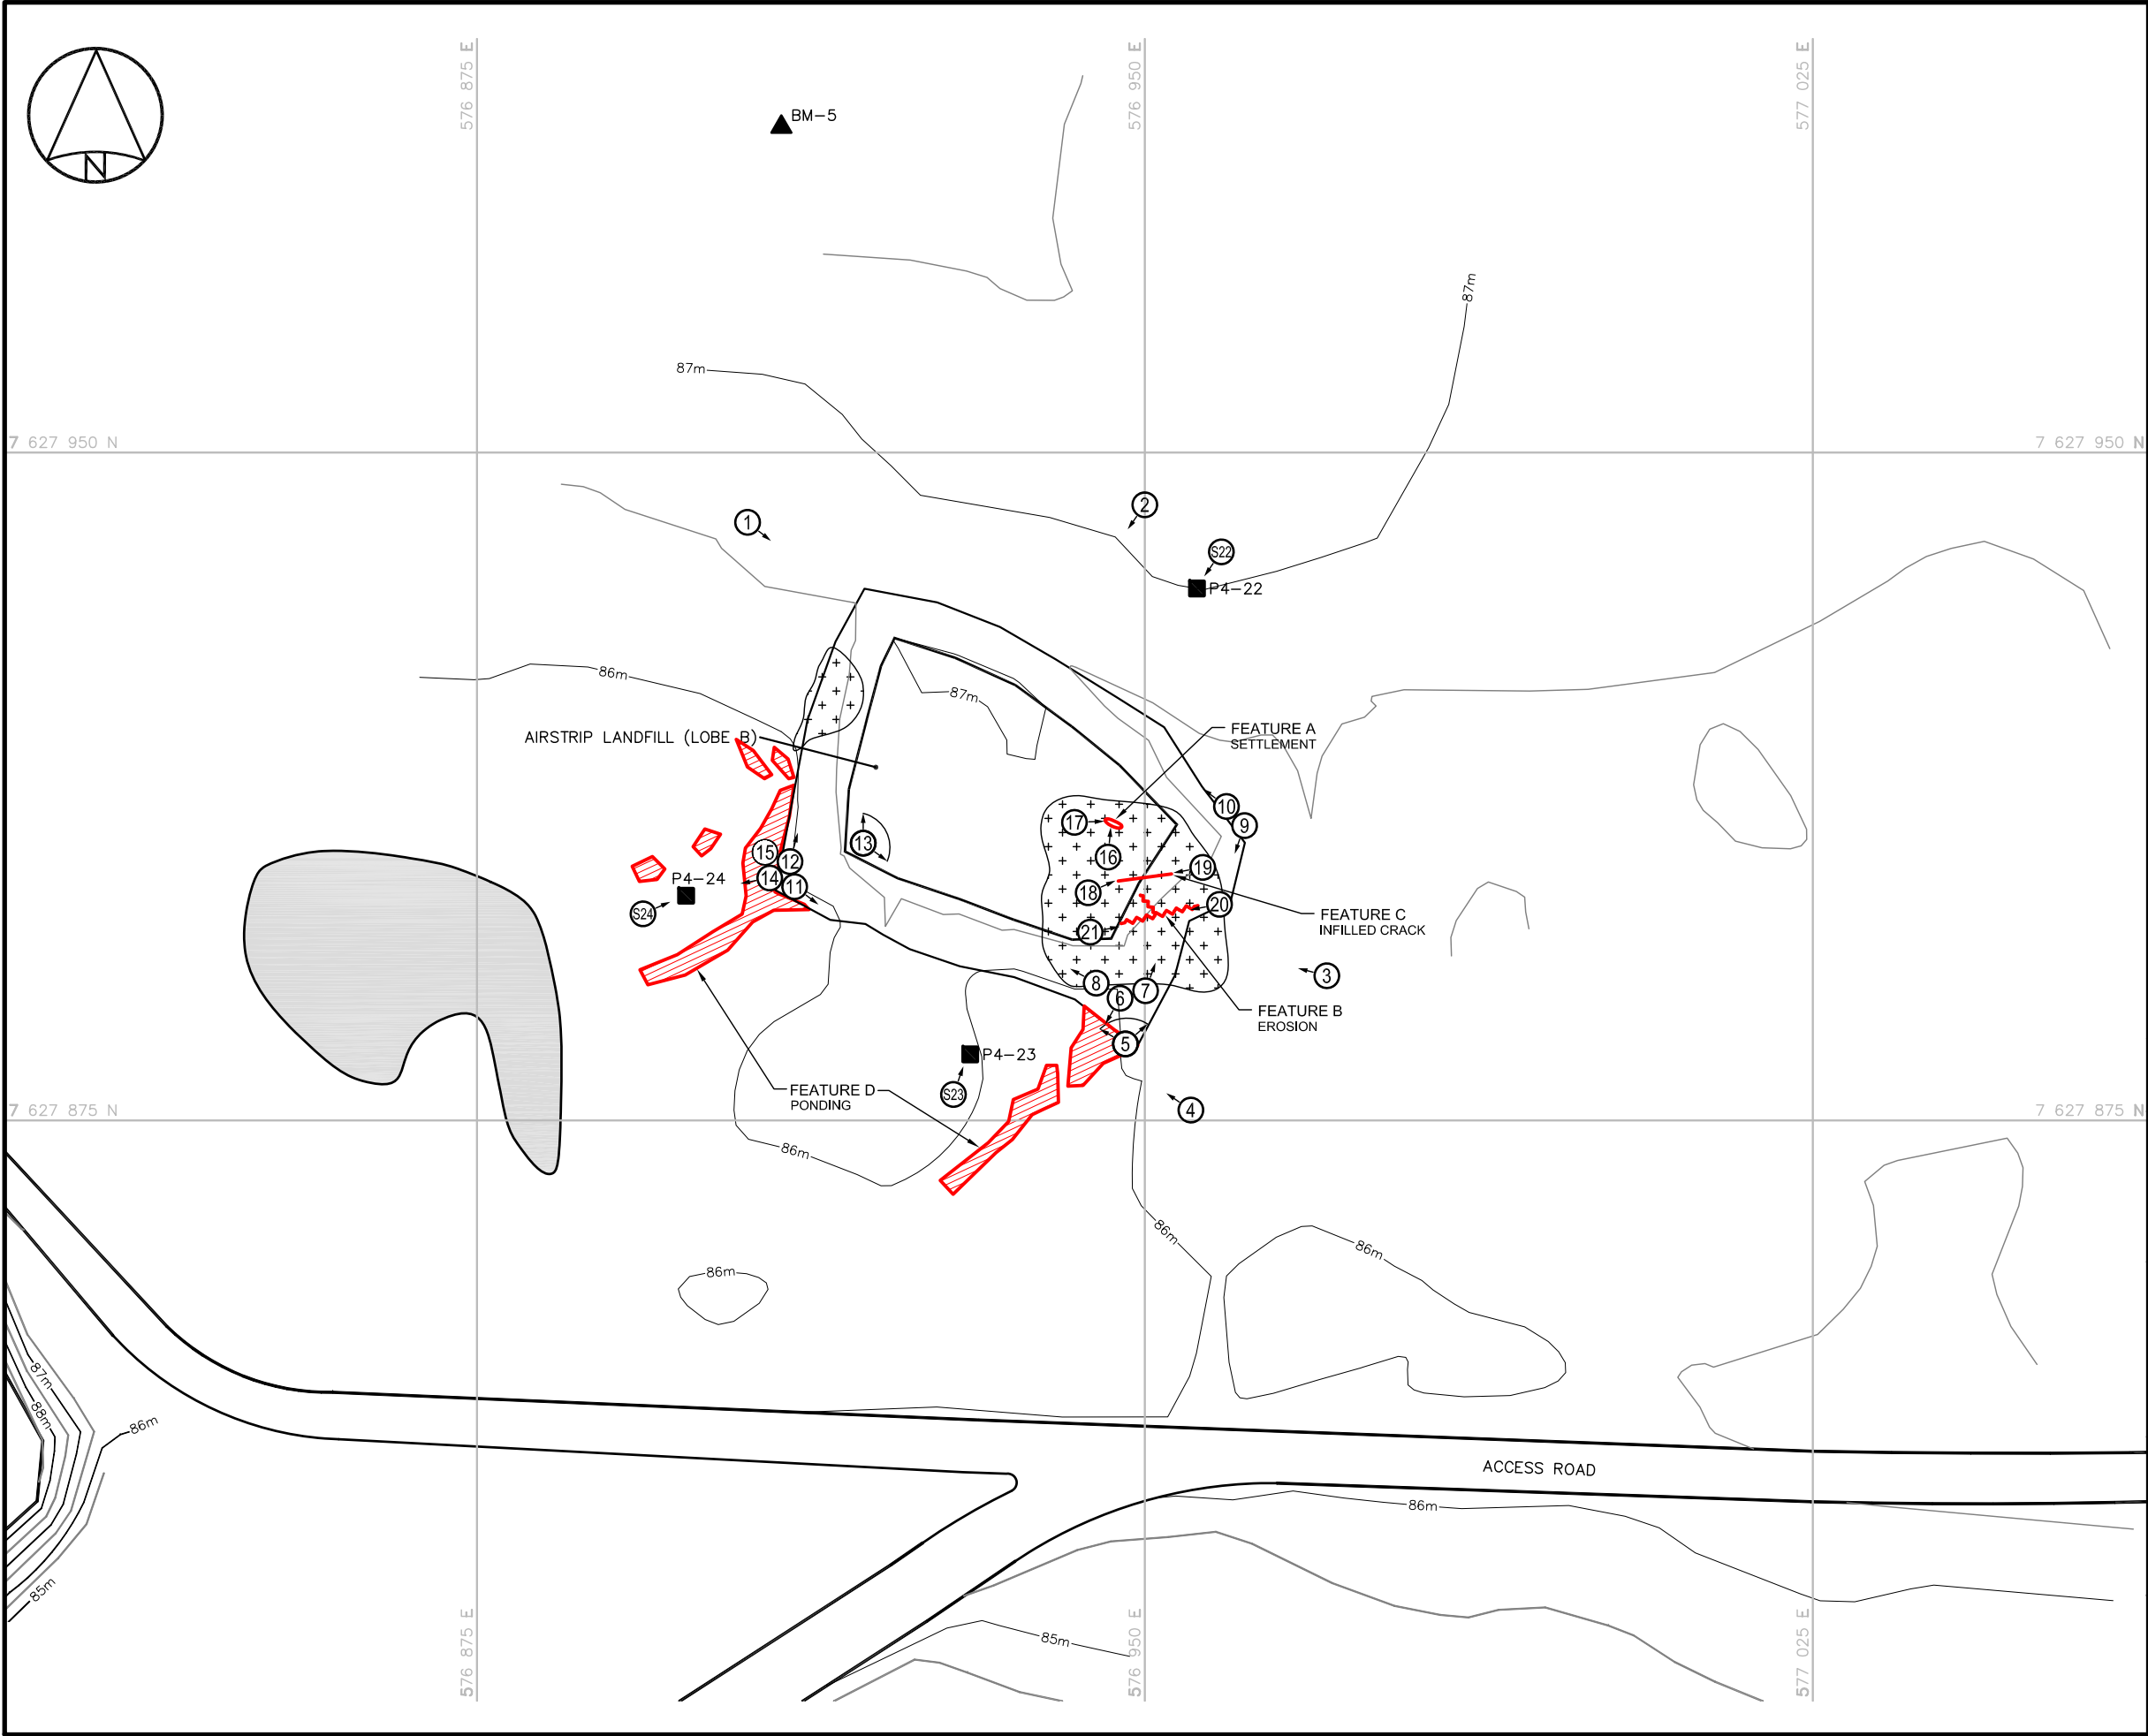 576 875 E
576 950 E
577 025 E
N
BM-5
87m
87m
7 627 950 N
7 627 950 N
1
2
S22
P4-22
86m
87m
AIRSTRIP LANDFILL (LOBE B)
FEATURE A
SETTLEMENT
10
9
17
13
16
15
12
19
14
11
18
P4-24
S24
20
21
FEATURE C
INFILLED CRACK
3
8
7
6
FEATURE B
EROSION
5
P4-23
S23
FEATURE D
PONDING
4
7 627 875 N
7 627 875 N
86m
86m
86m
86m
87m
88m
86m
ACCESS ROAD
86m
85m
85m
576 875 E
576 950 E
577 025 E